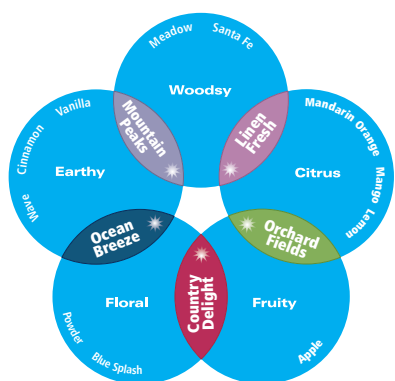 Meadow
Santa Fe
Woodsy
Mountain
Peaks
Linen
Fresh
Vanilla
Cinnamon
Wave
Earthy
Mandarin Orange
Mango
Lemon
Citrus
Ocean
Breeze
Orchard
Fields
Country
Delight
Floral
Powder
Blue Splash
Fruity
Apple